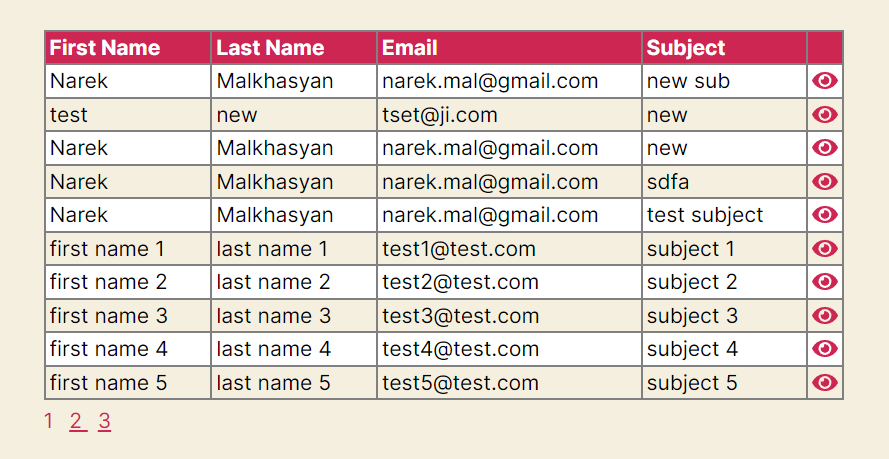 First Name Last Name Email Subject
Narek Malkhasyan narek.mal@gmail.com new sub
test new tset@ji.com new
Narek Malkhasyan narek.mal@gmail.com new
Narek Malkhasyan narek.mal@gmail.com sdfa
Narek Malkhasyan narek.mal@gmail.com test subject
first name 1 last name 1 test1@test.com subject 1
first name 2 last name 2 test2@test.com subject 2
first name 3 last name 3 test3@test.com subject 3
first name 4 last name 4 test4@test.com subject 4
first name 5 last name 5 test5@test.com subject 5
1 2 3